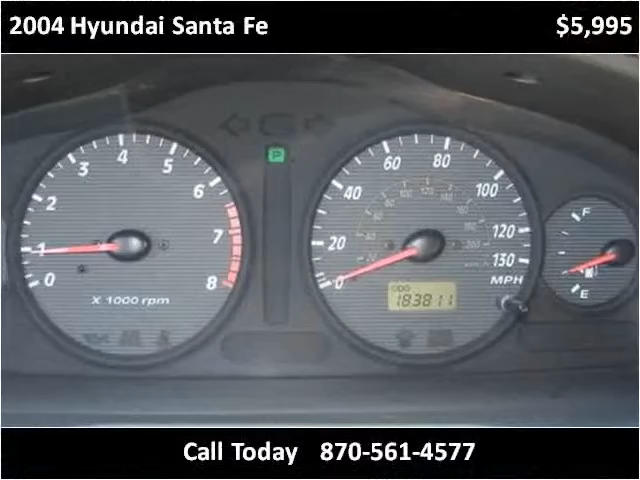 2004 Hyundai Santa Fe $5,995
0 1 2 3 4 5 6 7 8
X 1000 rpm
P
0 20 40 60 80 100 120 130
MPH
ODO
183811
F
E
Call Today 870-561-4577